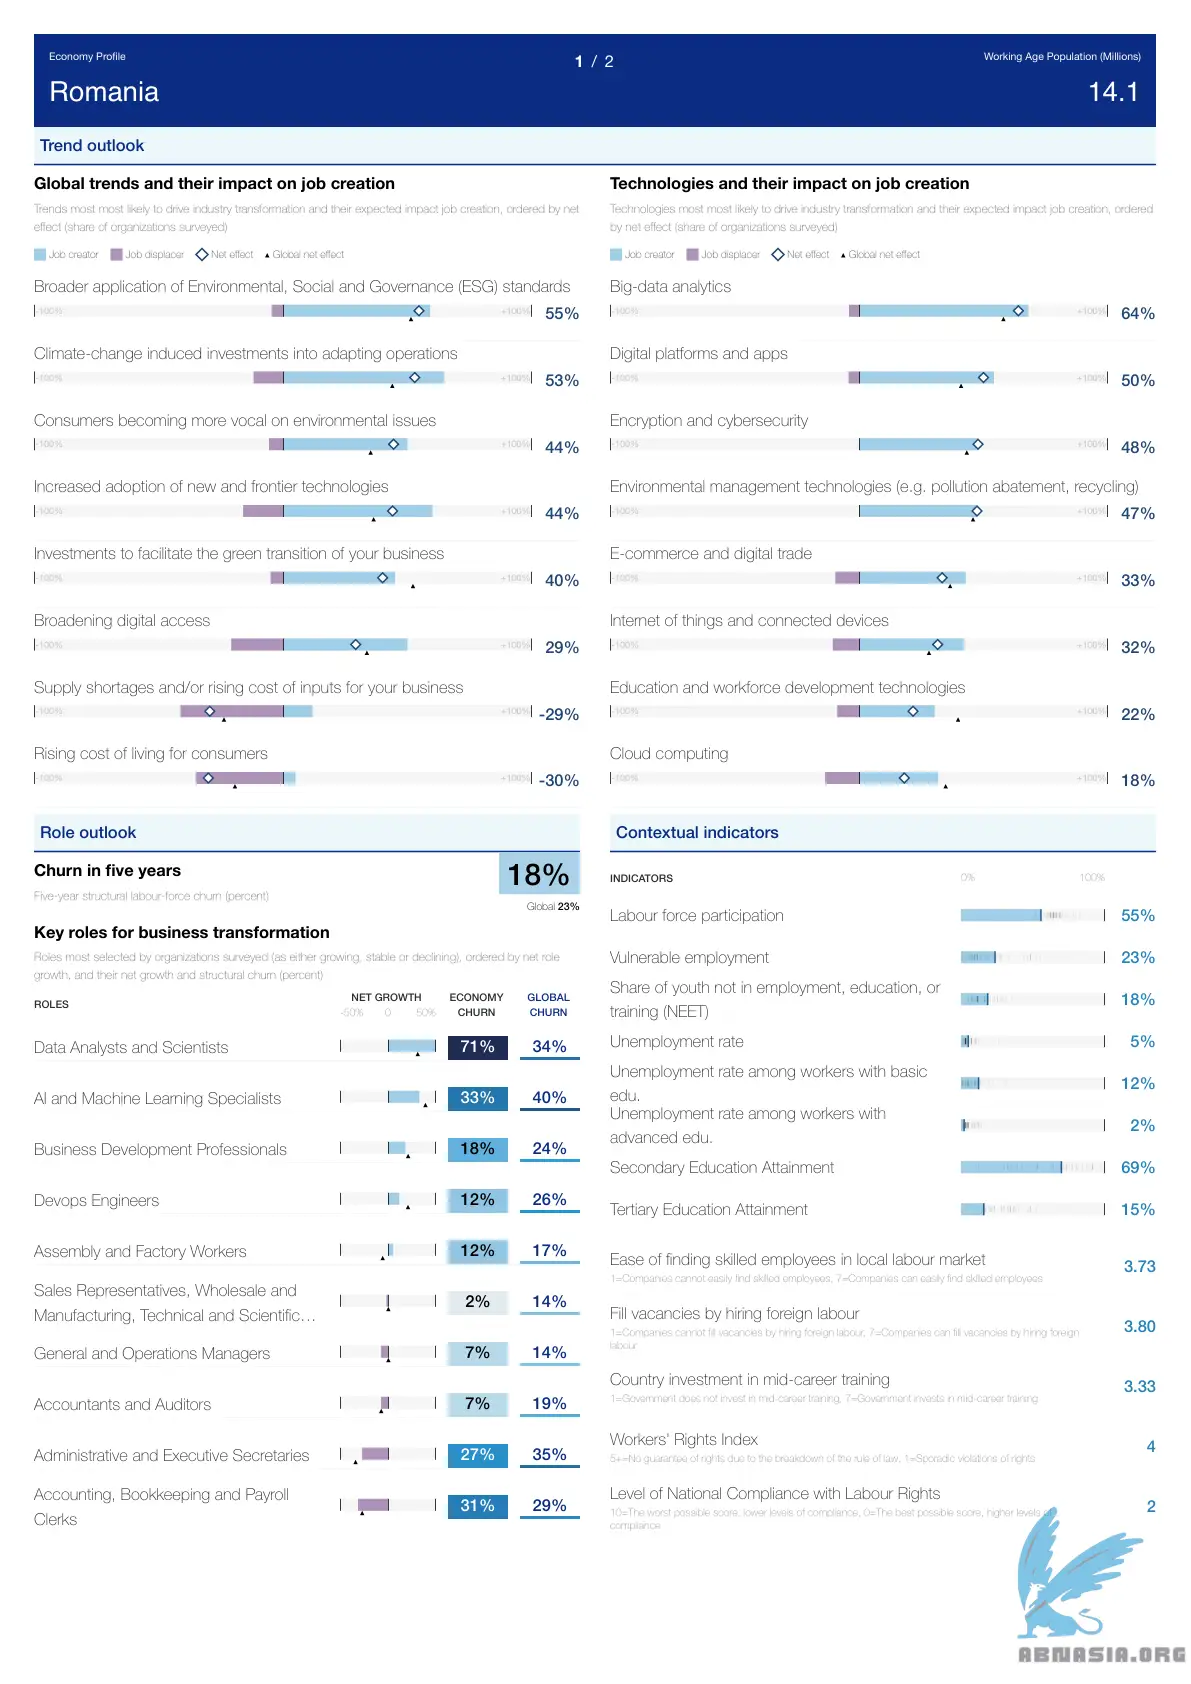 Economy Profile
1 / 2
Working Age Population (Millions)
Romania
14.1
Trend outlook
Global trends and their impact on job creation
Trends most most likely to drive industry transformation and their expected impact job creation, ordered by net
effect (share of organizations surveyed)
Job creator Job displacer Net effect Global net effect
Broader application of Environmental, Social and Governance (ESG) standards
-100% +100% 55%
Climate-change induced investments into adapting operations
-100% +100% 53%
Consumers becoming more vocal on environmental issues
-100% +100% 44%
Increased adoption of new and frontier technologies
-100% +100% 44%
Investments to facilitate the green transition of your business
-100% +100% 40%
Broadening digital access
-100% +100% 29%
Supply shortages and/or rising cost of inputs for your business
-100% +100% -29%
Rising cost of living for consumers
-100% +100% -30%
Technologies and their impact on job creation
Technologies most most likely to drive industry transformation and their expected impact job creation, ordered
by net effect (share of organizations surveyed)
Job creator Job displacer Net effect Global net effect
Big-data analytics
-100% +100% 64%
Digital platforms and apps
-100% +100% 50%
Encryption and cybersecurity
-100% +100% 48%
Environmental management technologies (e.g. pollution abatement, recycling)
-100% +100% 47%
E-commerce and digital trade
-100% +100% 33%
Internet of things and connected devices
-100% +100% 32%
Education and workforce development technologies
-100% +100% 22%
Cloud computing
-100% +100% 18%
Role outlook
Churn in five years
18%
Five-year structural labour-force churn (percent)
Global 23%
Key roles for business transformation
Roles most selected by organizations surveyed (as either growing, stable or declining), ordered by net role
growth, and their net growth and structural churn (percent)
ROLES
NET GROWTH ECONOMY GLOBAL
-50% 0 50% CHURN CHURN
Data Analysts and Scientists 71% 34%
AI and Machine Learning Specialists 33% 40%
Business Development Professionals 18% 24%
Devops Engineers 12% 26%
Assembly and Factory Workers 12% 17%
Sales Representatives, Wholesale and
Manufacturing, Technical and Scientific… 2% 14%
General and Operations Managers 7% 14%
Accountants and Auditors 7% 19%
Administrative and Executive Secretaries 27% 35%
Accounting, Bookkeeping and Payroll
Clerks 31% 29%
Contextual indicators
INDICATORS 0% 100%
Labour force participation 55%
Vulnerable employment 23%
Share of youth not in employment, education, or
training (NEET) 18%
Unemployment rate 5%
Unemployment rate among workers with basic
edu. 12%
Unemployment rate among workers with
advanced edu. 2%
Secondary Education Attainment 69%
Tertiary Education Attainment 15%
Ease of finding skilled employees in local labour market
1=Companies cannot easily find skilled employees, 7=Companies can easily find skilled employees
3.73
Fill vacancies by hiring foreign labour
1=Companies cannot fill vacancies by hiring foreign labour, 7=Companies can fill vacancies by hiring foreign
labour
3.80
Country investment in mid-career training
1=Government does not invest in mid-career training, 7=Government invests in mid-career training
3.33
Workers' Rights Index
5+=No guarantee of rights due to the breakdown of the rule of law, 1=Sporadic violations of rights
4
Level of National Compliance with Labour Rights
10=The worst possible score, lower levels of compliance, 0=The best possible score, higher levels of
compliance
2
ABNASIA.ORG